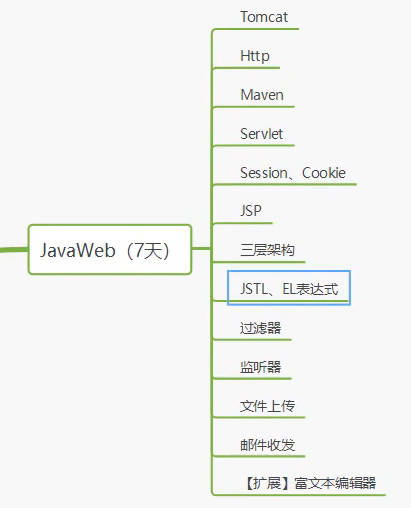 Tomcat
Http
Maven
Servlet
Session、Cookie
JSP
JavaWeb（7天）
三层架构
JSTL、EL表达式
过滤器
监听器
文件上传
邮件收发
【扩展】富文本编辑器